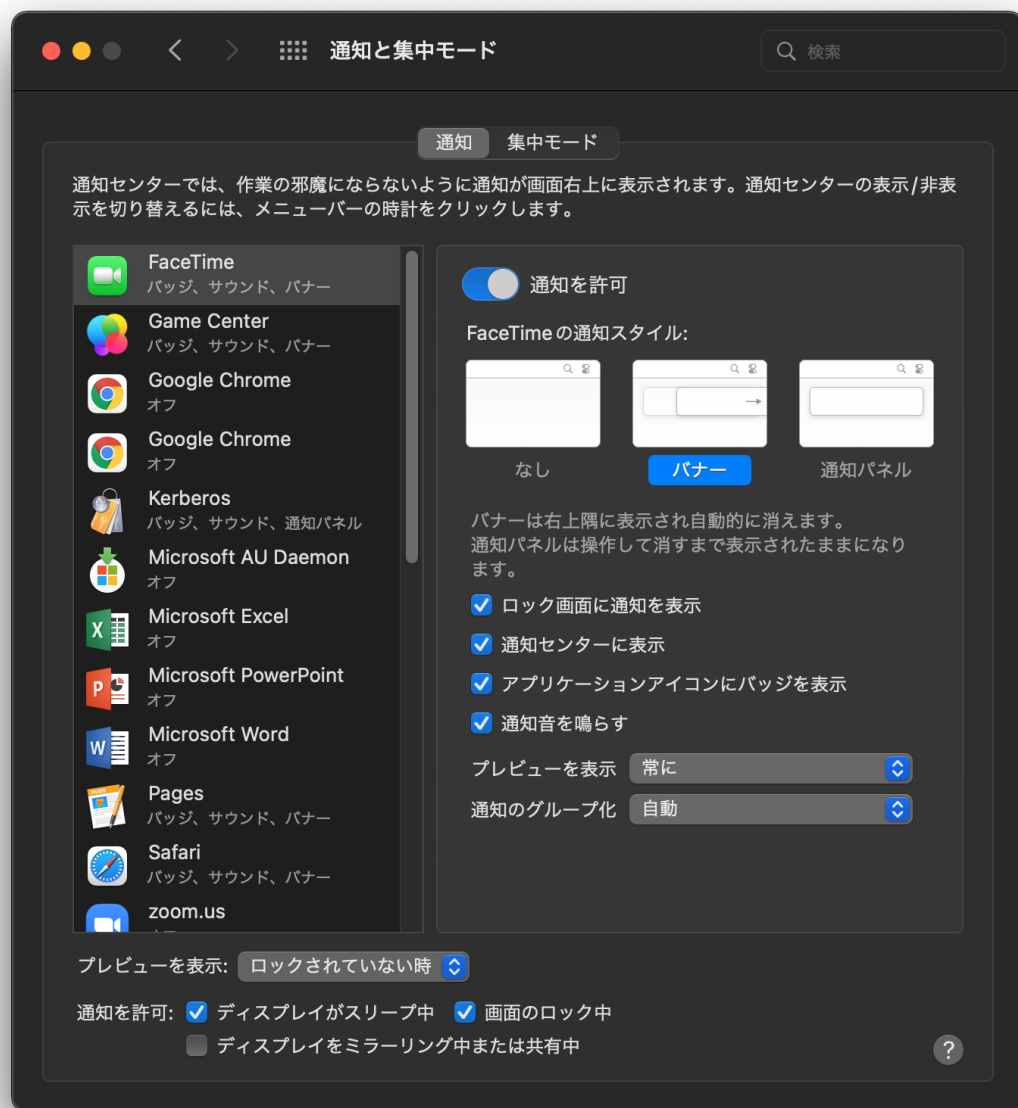 通知と集中モード
検索
通知
集中モード
通知センターでは、作業の邪魔にならないように通知が画面右上に表示されます。通知センターの表示/非表
示を切り替えるには、メニューバーの時計をクリックします。
FaceTime
バッジ、サウンド、バナー
Game Center
バッジ、サウンド、バナー
Google Chrome
オフ
Google Chrome
オフ
Kerberos
バッジ、サウンド、通知パネル
Microsoft AU Daemon
オフ
Microsoft Excel
オフ
Microsoft PowerPoint
オフ
Microsoft Word
オフ
Pages
バッジ、サウンド、バナー
Safari
バッジ、サウンド、バナー
zoom.us
通知を許可
FaceTimeの通知スタイル:
なし
バナー
通知パネル
バナーは右上隅に表示され自動的に消えます。
通知パネルは操作して消すまで表示されたままになり
ます。
ロック画面に通知を表示
通知センターに表示
アプリケーションアイコンにバッジを表示
通知音を鳴らす
プレビューを表示 常に
通知のグループ化 自動
プレビューを表示: ロックされていない時
通知を許可: ディスプレイがスリープ中 画面のロック中
ディスプレイをミラーリング中または共有中
?